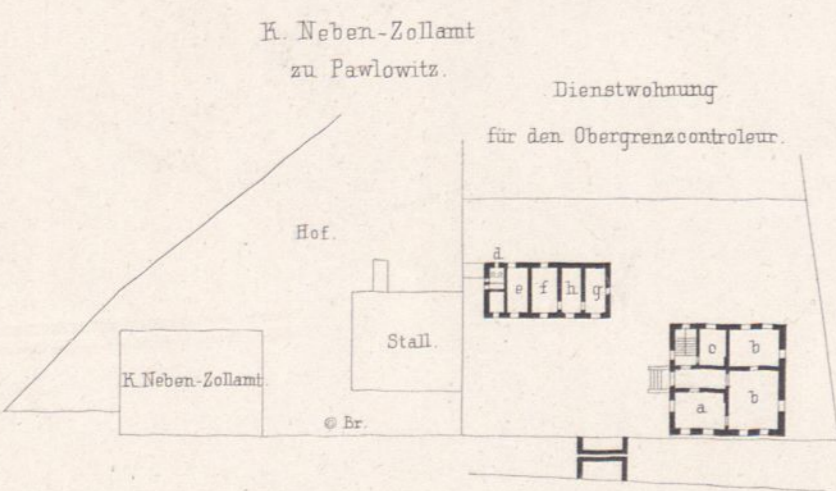 K. Neben-Zollamt
zu Pawlowitz.
Dienstwohnung
für den Obergrenzcontroleur.
Hof.
d
e f h g
Stall.
K. Neben-Zollamt.
c b
a b
Br.